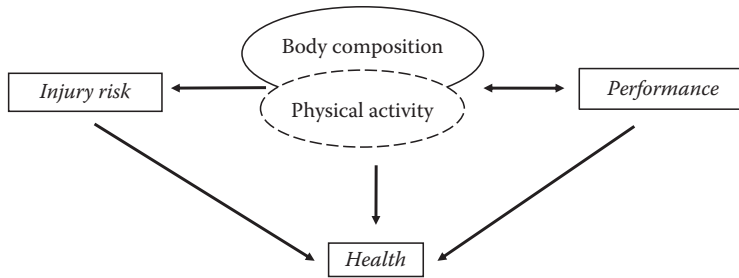 Body composition
Injury risk
Physical activity
Performance
Health